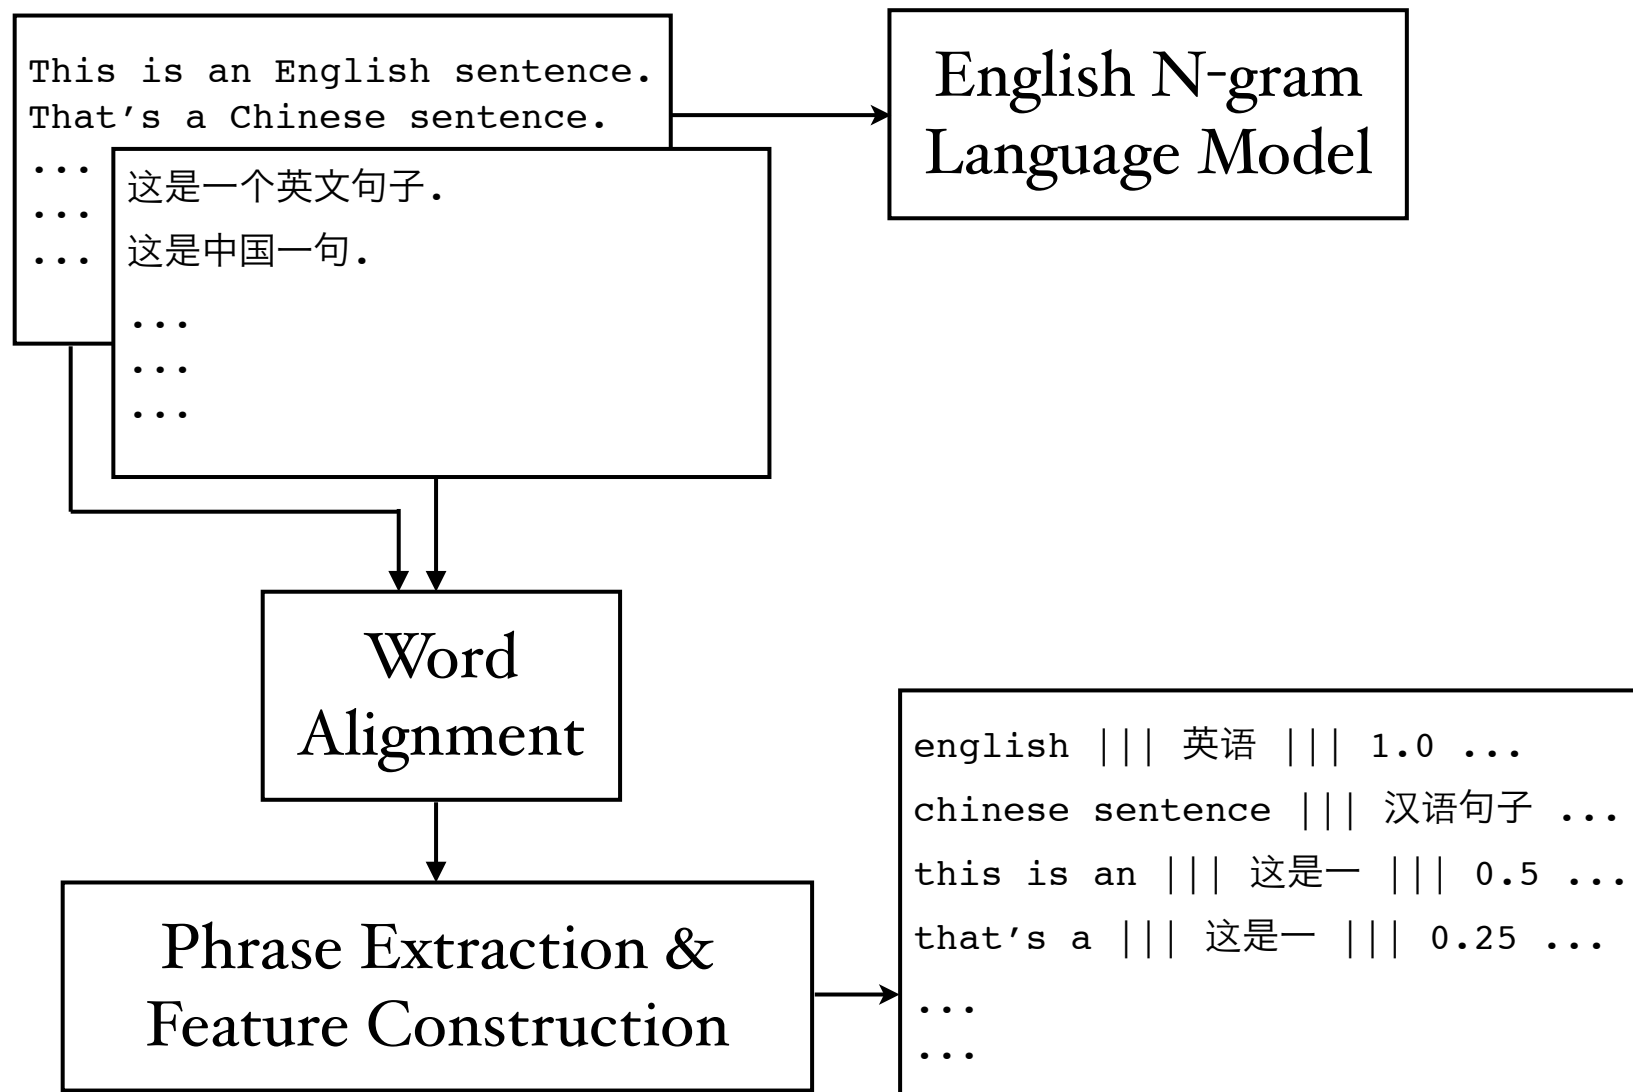 This is an English sentence.
That’s a Chinese sentence.
...
...
...
这是一个英文句子.
这是中国一句.
...
...
...
English N-gram
Language Model
Word
Alignment
Phrase Extraction &
Feature Construction
english ||| 英语 ||| 1.0 ...
chinese sentence ||| 汉语句子 ...
this is an ||| 这是一 ||| 0.5 ...
that’s a ||| 这是一 ||| 0.25 ...
...
...